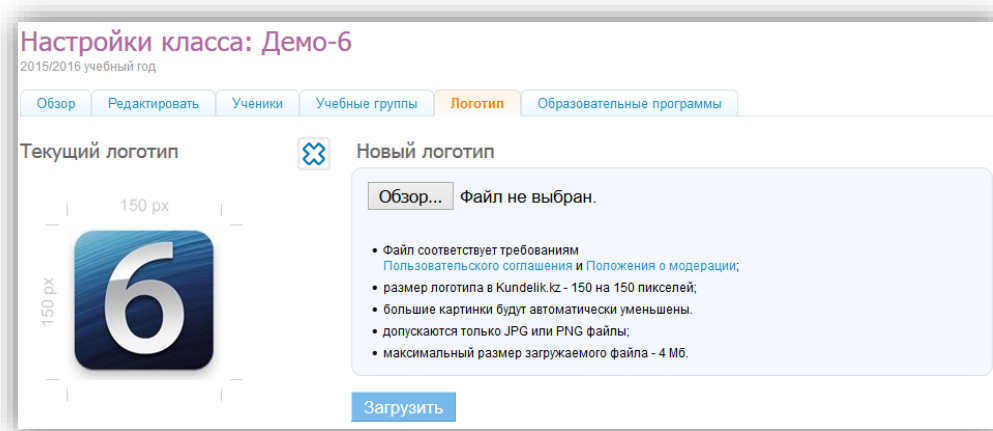 Настройки класса: Демо-6
2015/2016 учебный год
Обзор Редактировать Ученики Учебные группы Логотип Образовательные программы
Текущий логотип
150 px
150 px
6
Новый логотип
Обзор... Файл не выбран.
• Файл соответствует требованиям
Пользовательского соглашения и Положения о модерации;
• размер логотипа в Kundelik.kz - 150 на 150 пикселей;
• большие картинки будут автоматически уменьшены.
• допускаются только JPG или PNG файлы;
• максимальный размер загружаемого файла - 4 Мб.
Загрузить